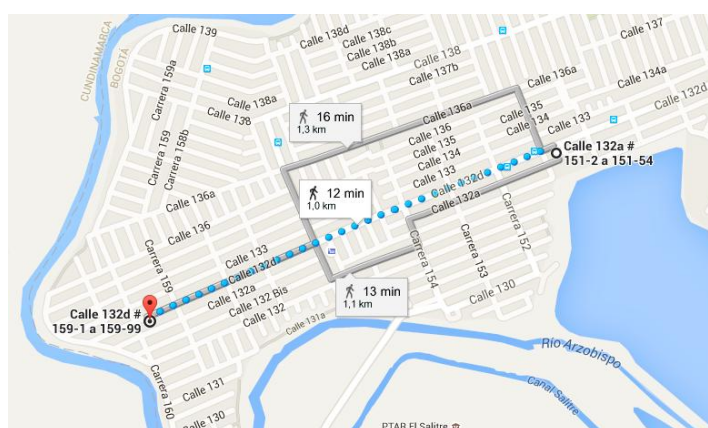 Calle 139
Calle 138d
Calle 138c
Calle 138b
Calle 138a
Calle 138
Calle 137b
Calle 137
CUNDINAMARCA
BOGOTÁ
Carrera 159a
Calle 138a
Calle 138
Carrera 159
Carrera 158b
Calle 136a
Calle 136a
Calle 134a
Calle 132d
16 min
1,3 km
Calle 136
Calle 135
Calle 134
Calle 133
Calle 135
Calle 134
Calle 133
Calle 132a #
151-2 a 151-54
12 min
1,0 km
Calle 132d
Calle 132a
Calle 136a
Calle 136
Carrera 159
Calle 133
Calle 132d
Calle 132a
Calle 132 Bis
Calle 132
Calle 131a
Carrera 154
Carrera 153
Carrera 152
Calle 130
13 min
1,1 km
Calle 132d #
159-1 a 159-99
Carrera 160
Calle 131
Calle 130
Río Arzobispo
Canal Salitre
PTAR El Salitre